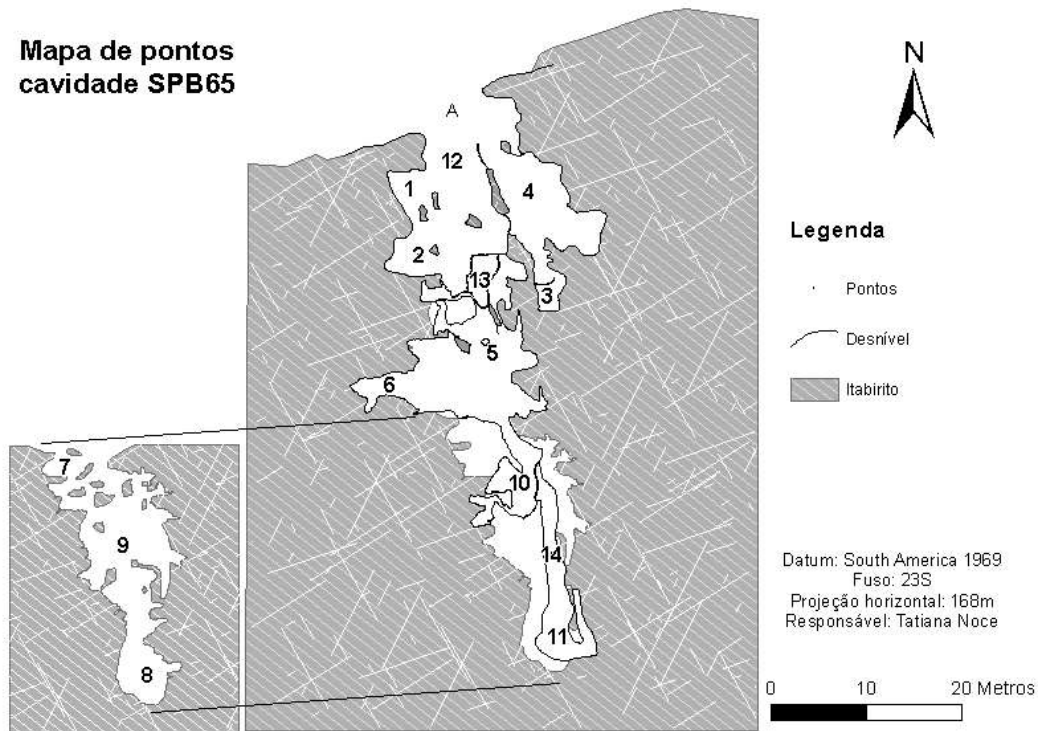 Mapa de pontos
cavidade SPB65
N
A
12
1
4
2
13
3
5
6
7
10
9
14
11
8
Legenda
Pontos
Desnível
Itabirito
Datum: South America 1969
Fuso: 23S
Projeção horizontal: 168m
Responsável: Tatiana Noce
0 10 20 Metros